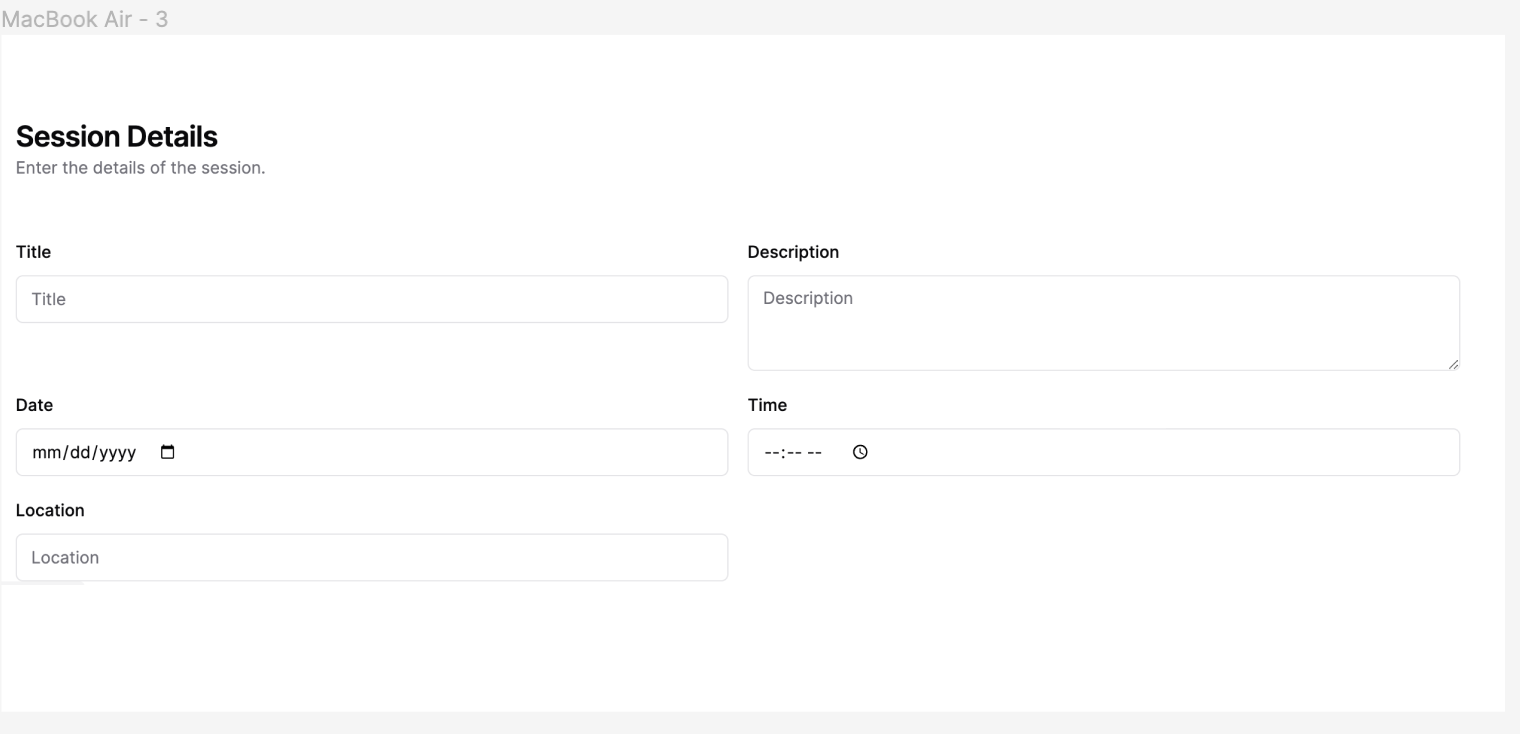 MacBook Air - 3
Session Details
Enter the details of the session.
Title
Description
Title
Description
Date
Time
mm/dd/yyyy
--:-- --
Location
Location